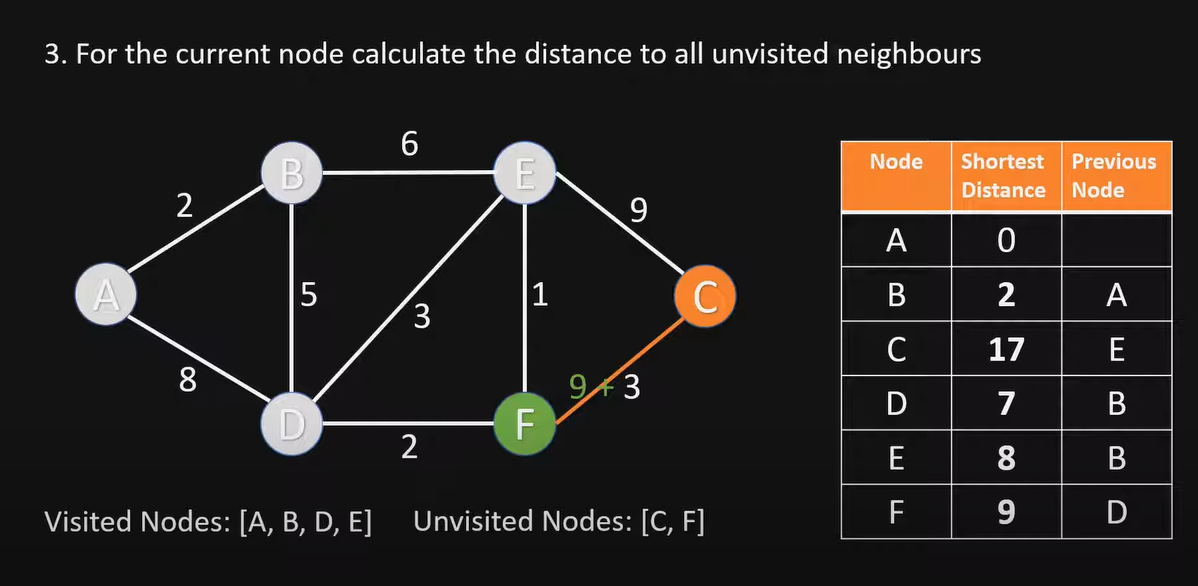 3. For the current node calculate the distance to all unvisited neighbours
6
B
E
2
9
A
5
3
1
C
8
9 + 3
D
F
2
Node Shortest Distance Previous Node
A 0
B 2 A
C 17 E
D 7 B
E 8 B
F 9 D
Visited Nodes: [A, B, D, E] Unvisited Nodes: [C, F]